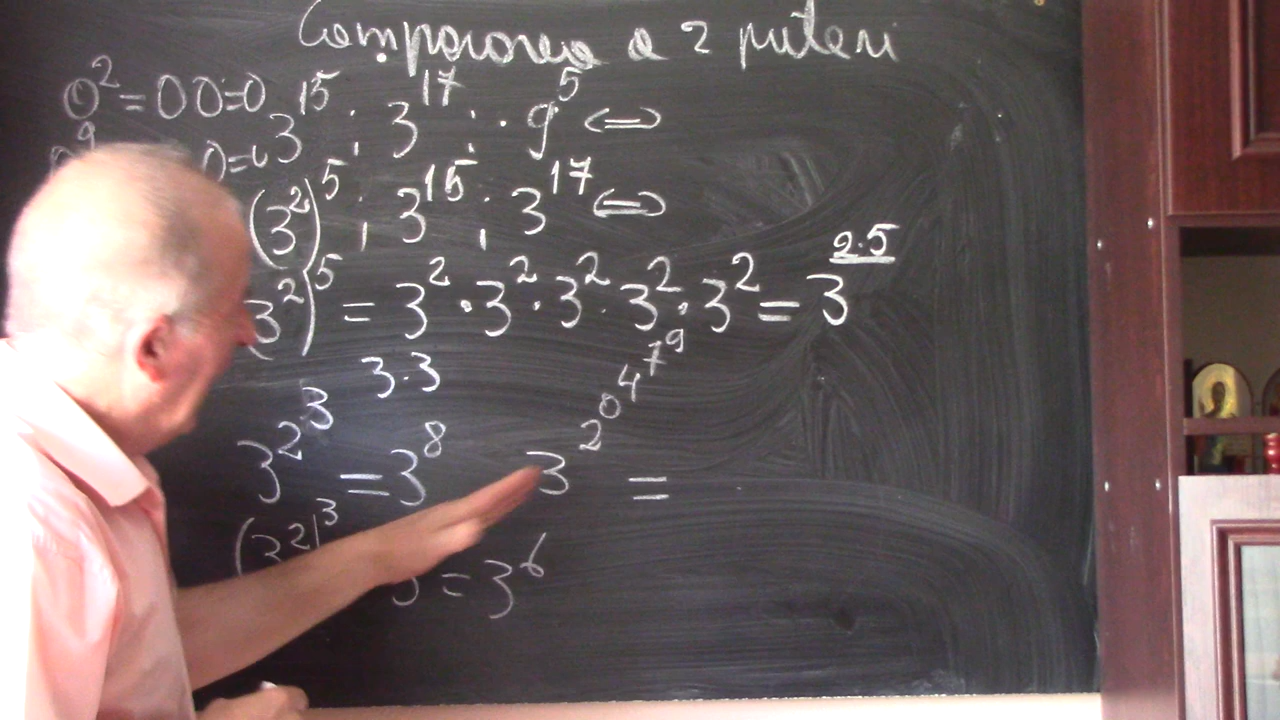 Compararea a 2 puteri
0² = 0·0=0
3¹⁵ ; 3¹⁷ ; 9⁵ ⇔
(3²)⁵ ; 3¹⁵ ; 3¹⁷ ⇔
3²)⁵ = 3² · 3² · 3² · 3² · 3² = 3^{2·5}
3·3
3^{2^{3}} = 3⁸ 3^{2^{0^{4^{7^{9}}}}} =
(3²)³ = 3⁶